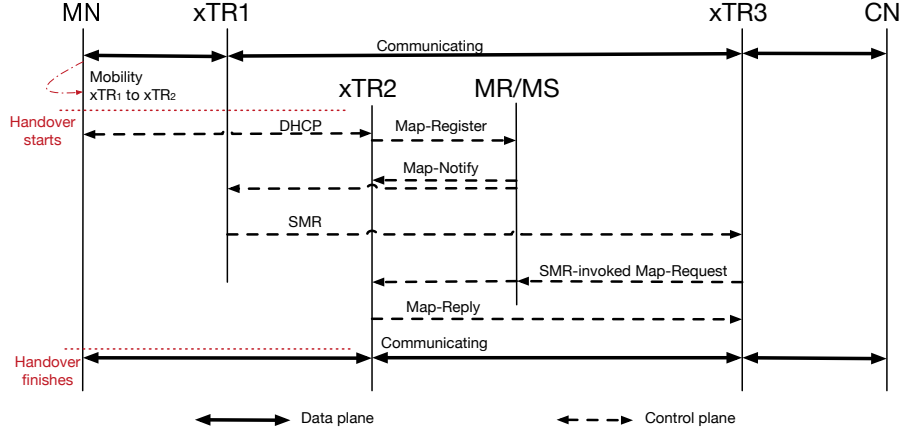 MN xTR1 xTR3 CN
Communicating
Mobility
xTR1 to xTR2
xTR2 MR/MS
Handover
starts
DHCP Map-Register
Map-Notify
SMR
SMR-invoked Map-Request
Map-Reply
Communicating
Handover
finishes
Data plane Control plane